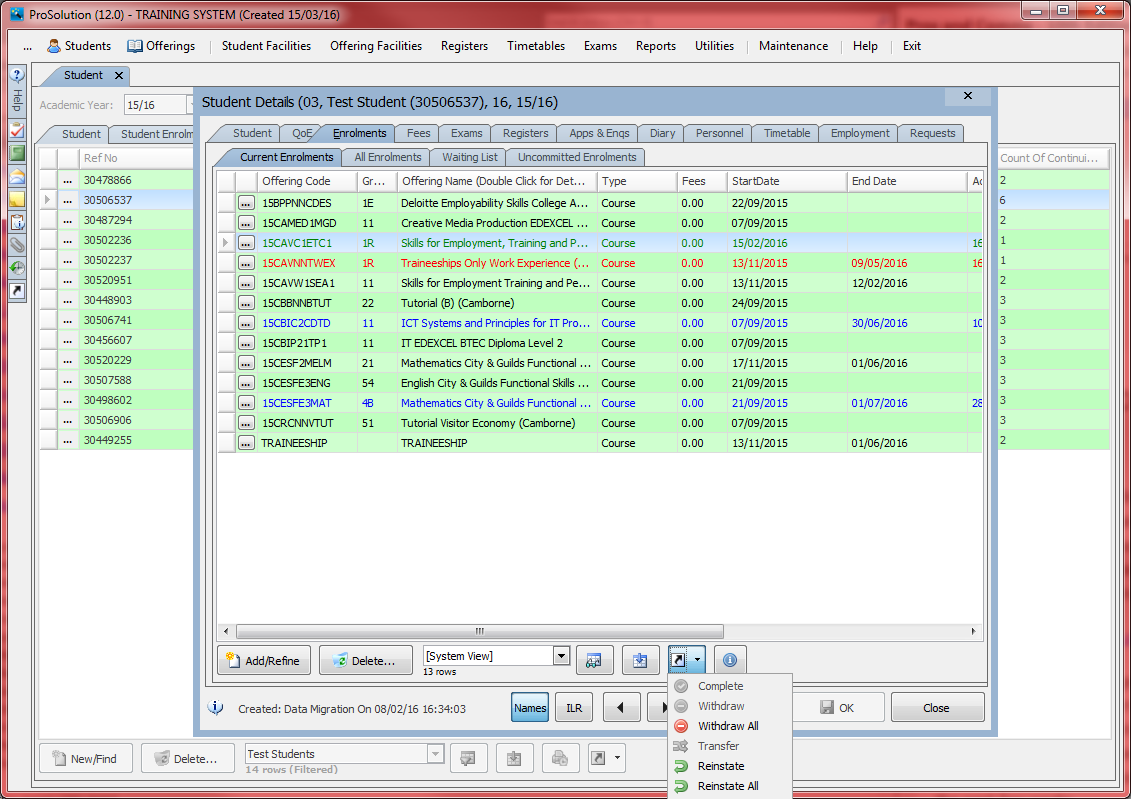 ProSolution (12.0) - TRAINING SYSTEM (Created 15/03/16)
... Students Offerings Student Facilities Offering Facilities Registers Timetables Exams Reports Utilities Maintenance Help Exit
Student
Help
Academic Year: 15/16
Student Student Enrolm
Ref No Count Of Continui...
... 30478866 2
... 30506537 6
... 30487294 2
... 30502236 1
... 30502237 1
... 30520951 2
... 30448903 3
... 30506741 3
... 30456607 3
... 30520229 3
... 30507588 3
... 30498602 3
... 30506906 3
... 30449255 2
Student Details (03, Test Student (30506537), 16, 15/16)
Student QoE Enrolments Fees Exams Registers Apps & Enqs Diary Personnel Timetable Employment Requests
Current Enrolments All Enrolments Waiting List Uncommitted Enrolments
Offering Code Gr... Offering Name (Double Click for Det... Type Fees StartDate End Date Ac
... 15BPPNNCDES 1E Deloitte Employability Skills College A... Course 0.00 22/09/2015
... 15CAMED1MGD 11 Creative Media Production EDEXCEL ... Course 0.00 07/09/2015
... 15CAVC1ETC1 1R Skills for Employment, Training and P... Course 0.00 15/02/2016 16
... 15CAVNNTWEX 1R Traineeships Only Work Experience (... Course 0.00 13/11/2015 09/05/2016 16
... 15CAVW1SEA1 11 Skills for Employment Training and Pe... Course 0.00 13/11/2015 12/02/2016
... 15CBBNNBTUT 22 Tutorial (B) (Camborne) Course 0.00 24/09/2015
... 15CBIC2CDTD 11 ICT Systems and Principles for IT Pro... Course 0.00 07/09/2015 30/06/2016 10
... 15CBIP21TP1 11 IT EDEXCEL BTEC Diploma Level 2 Course 0.00 07/09/2015
... 15CESF2MELM 21 Mathematics City & Guilds Functional ... Course 0.00 17/11/2015 01/06/2016
... 15CESFE3ENG 54 English City & Guilds Functional Skills ... Course 0.00 21/09/2015
... 15CESFE3MAT 4B Mathematics City & Guilds Functional ... Course 0.00 21/09/2015 01/07/2016 28
... 15CRCNNVTUT 51 Tutorial Visitor Economy (Camborne) Course 0.00 07/09/2015
... TRAINEESHIP TRAINEESHIP Course 0.00 13/11/2015 01/06/2016
Add/Refine Delete... [System View]
13 rows
Created: Data Migration On 08/02/16 16:34:03 Names ILR OK Close
Complete
Withdraw
Withdraw All
Transfer
Reinstate
Reinstate All
New/Find Delete... Test Students
14 rows (Filtered)